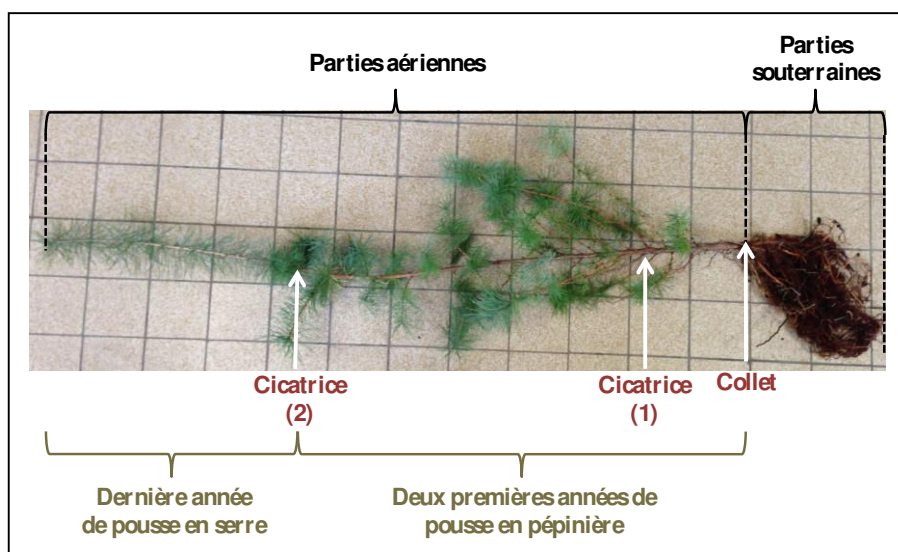 Parties aériennes
Parties
souterraines
Cicatrice
(2)
Cicatrice
(1)
Collet
Dernière année
de pousse en serre
Deux premières années de
pousse en pépinière